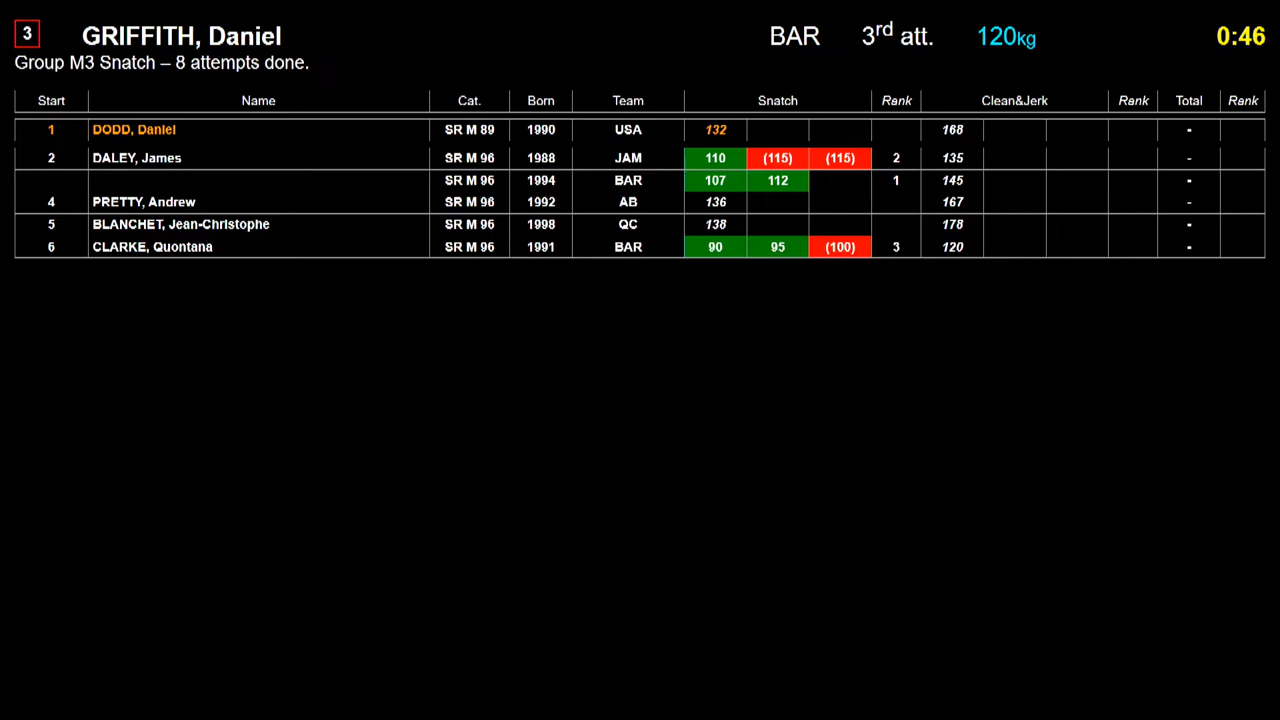 3 GRIFFITH, Daniel BAR 3rd att. 120kg 0:46
Group M3 Snatch – 8 attempts done.
Start Name Cat. Born Team Snatch Rank Clean&Jerk Rank Total Rank
1 DODD, Daniel SR M 89 1990 USA 132 168 -
2 DALEY, James SR M 96 1988 JAM 110 (115) (115) 2 135 -
SR M 96 1994 BAR 107 112 1 145 -
4 PRETTY, Andrew SR M 96 1992 AB 136 167 -
5 BLANCHET, Jean-Christophe SR M 96 1998 QC 138 178 -
6 CLARKE, Quontana SR M 96 1991 BAR 90 95 (100) 3 120 -